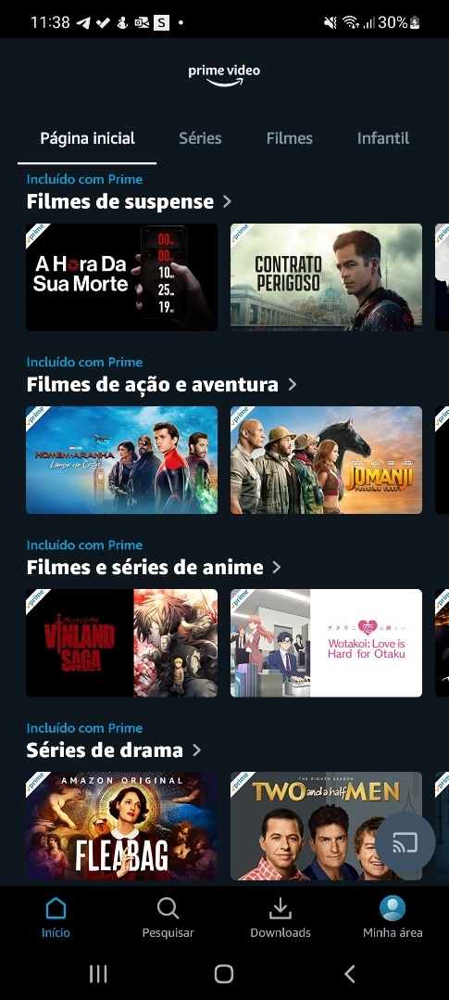 11:38
S
30%
prime video
Página inicial
Séries
Filmes
Infantil
Incluído com Prime
Filmes de suspense
prime
A Hora Da
Sua Morte
00
00
10
25
19
prime
CONTRATO
PERIGOSO
Incluído com Prime
Filmes de ação e aventura
prime
HOMEM-ARANHA
Longe de Casa
prime
JUMANJI
Incluído com Prime
Filmes e séries de anime
prime
VINLAND
SAGA
prime
ヲタクに恋は難しい
Wotakoi: Love is
Hard for Otaku
Incluído com Prime
Séries de drama
prime
AMAZON ORIGINAL
FLEABAG
prime
THE EIGHTH SEASON
TWO and a half MEN
Início
Pesquisar
Downloads
Minha área